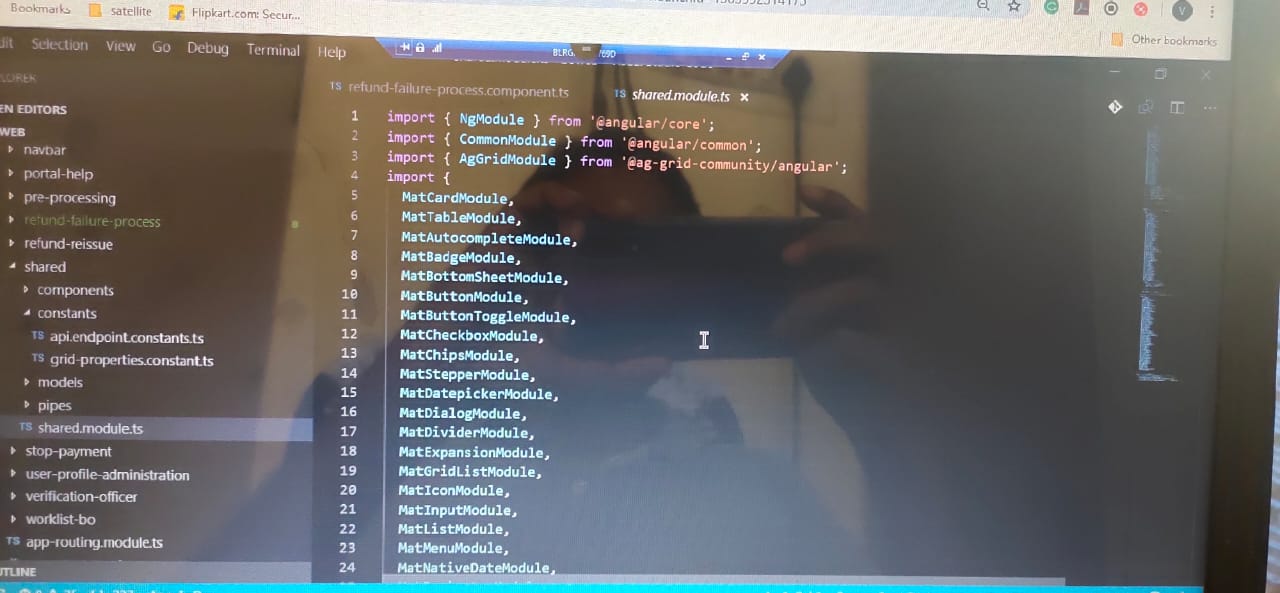 Bookmarks satellite Flipkart.com: Secur...
Other bookmarks
Selection View Go Debug Terminal Help
EN EDITORS
WEB
navbar
portal-help
pre-processing
refund-failure-process
refund-reissue
shared
components
constants
TS api.endpoint.constants.ts
TS grid-properties.constant.ts
models
pipes
TS shared.module.ts
stop-payment
user-profile-administration
verification-officer
worklist-bo
TS app-routing.module.ts
UTLINE
TS refund-failure-process.component.ts TS shared.module.ts ×
1 import { NgModule } from '@angular/core';
2 import { CommonModule } from '@angular/common';
3 import { AgGridModule } from '@ag-grid-community/angular';
4 import {
5 MatCardModule,
6 MatTableModule,
7 MatAutocompleteModule,
8 MatBadgeModule,
9 MatBottomSheetModule,
10 MatButtonModule,
11 MatButtonToggleModule,
12 MatCheckboxModule,
13 MatChipsModule,
14 MatStepperModule,
15 MatDatepickerModule,
16 MatDialogModule,
17 MatDividerModule,
18 MatExpansionModule,
19 MatGridListModule,
20 MatIconModule,
21 MatInputModule,
22 MatListModule,
23 MatMenuModule,
24 MatNativeDateModule,